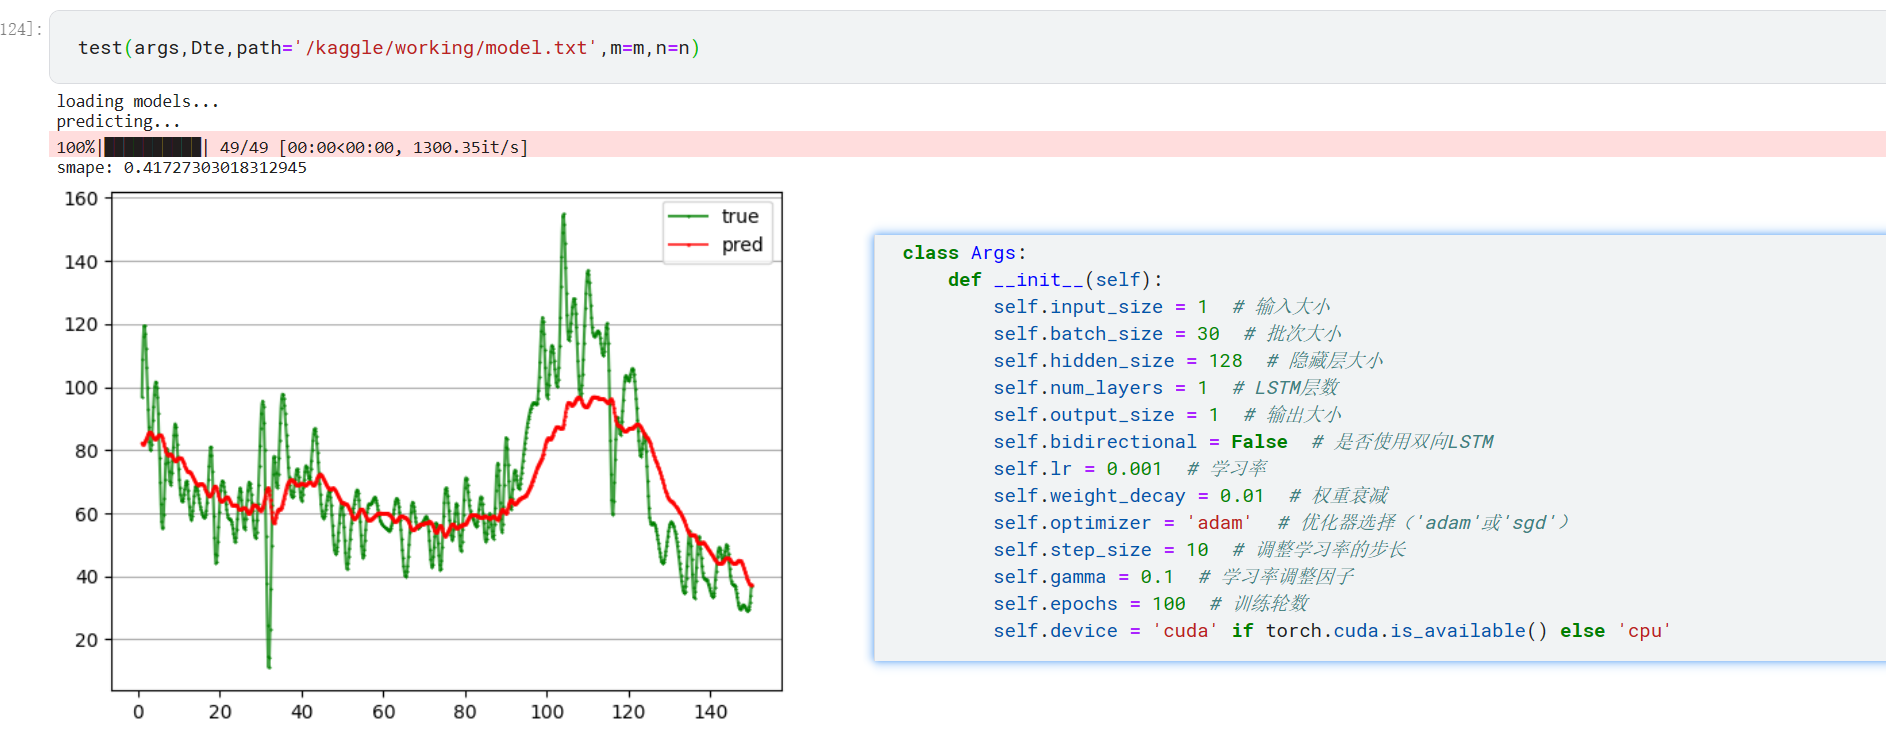 124]:
test(args,Dte,path='/kaggle/working/model.txt',m=m,n=n)
loading models...
predicting...
100%|██████████| 49/49 [00:00<00:00, 1300.35it/s]
smape: 0.41727303018312945
160
140
120
100
80
60
40
20
0 20 40 60 80 100 120 140
true
pred
class Args:
    def __init__(self):
        self.input_size = 1  # 输入大小
        self.batch_size = 30  # 批次大小
        self.hidden_size = 128  # 隐藏层大小
        self.num_layers = 1  # LSTM层数
        self.output_size = 1  # 输出大小
        self.bidirectional = False  # 是否使用双向LSTM
        self.lr = 0.001  # 学习率
        self.weight_decay = 0.01  # 权重衰减
        self.optimizer = 'adam'  # 优化器选择（'adam'或'sgd'）
        self.step_size = 10  # 调整学习率的步长
        self.gamma = 0.1  # 学习率调整因子
        self.epochs = 100  # 训练轮数
        self.device = 'cuda' if torch.cuda.is_available() else 'cpu'